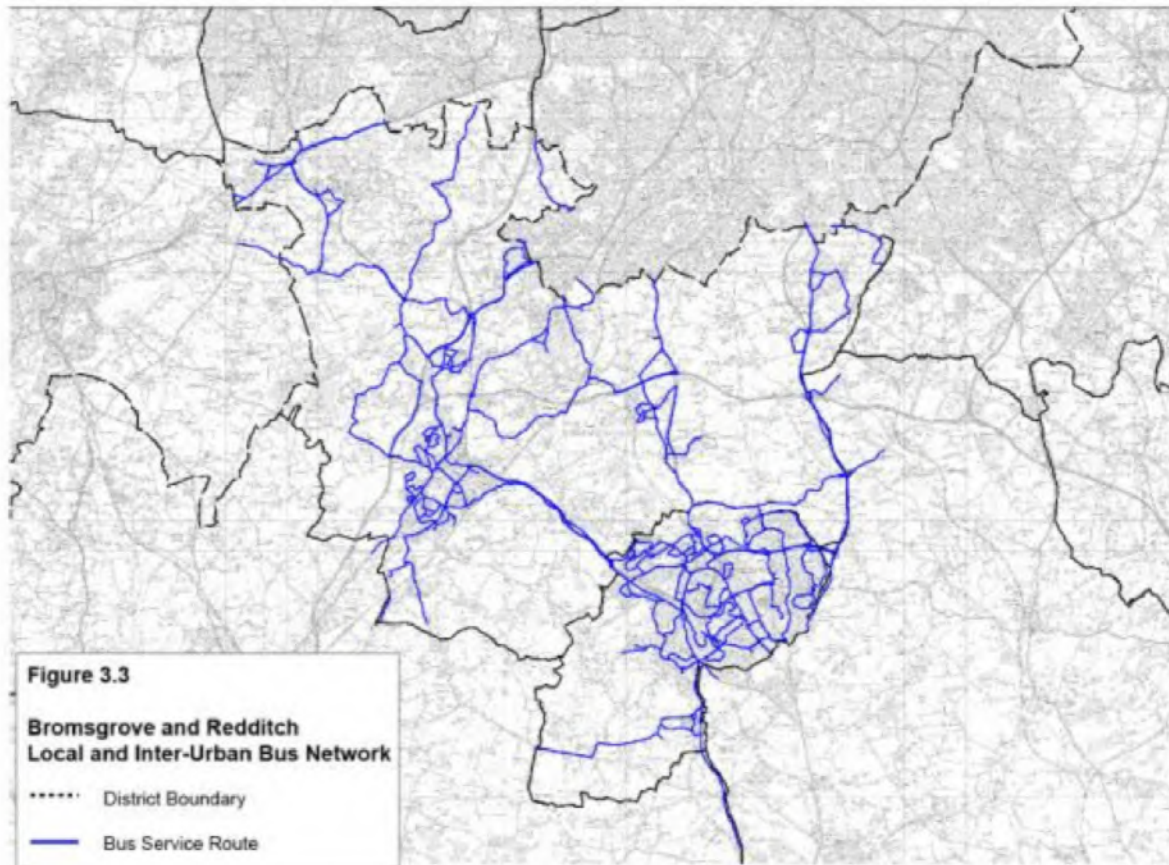 Figure 3.3
Bromsgrove and Redditch
Local and Inter-Urban Bus Network
District Boundary
Bus Service Route